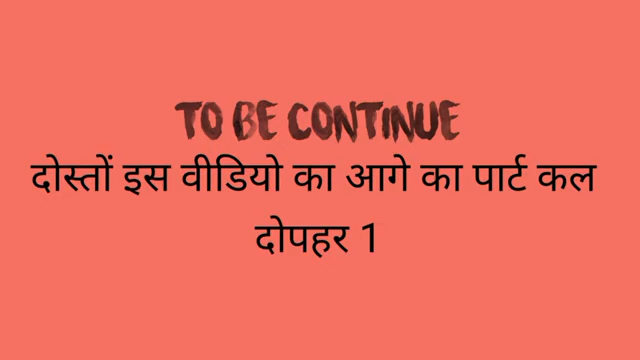 TO BE CONTINUE
दोस्तों इस वीडियो का आगे का पार्ट कल
दोपहर 1